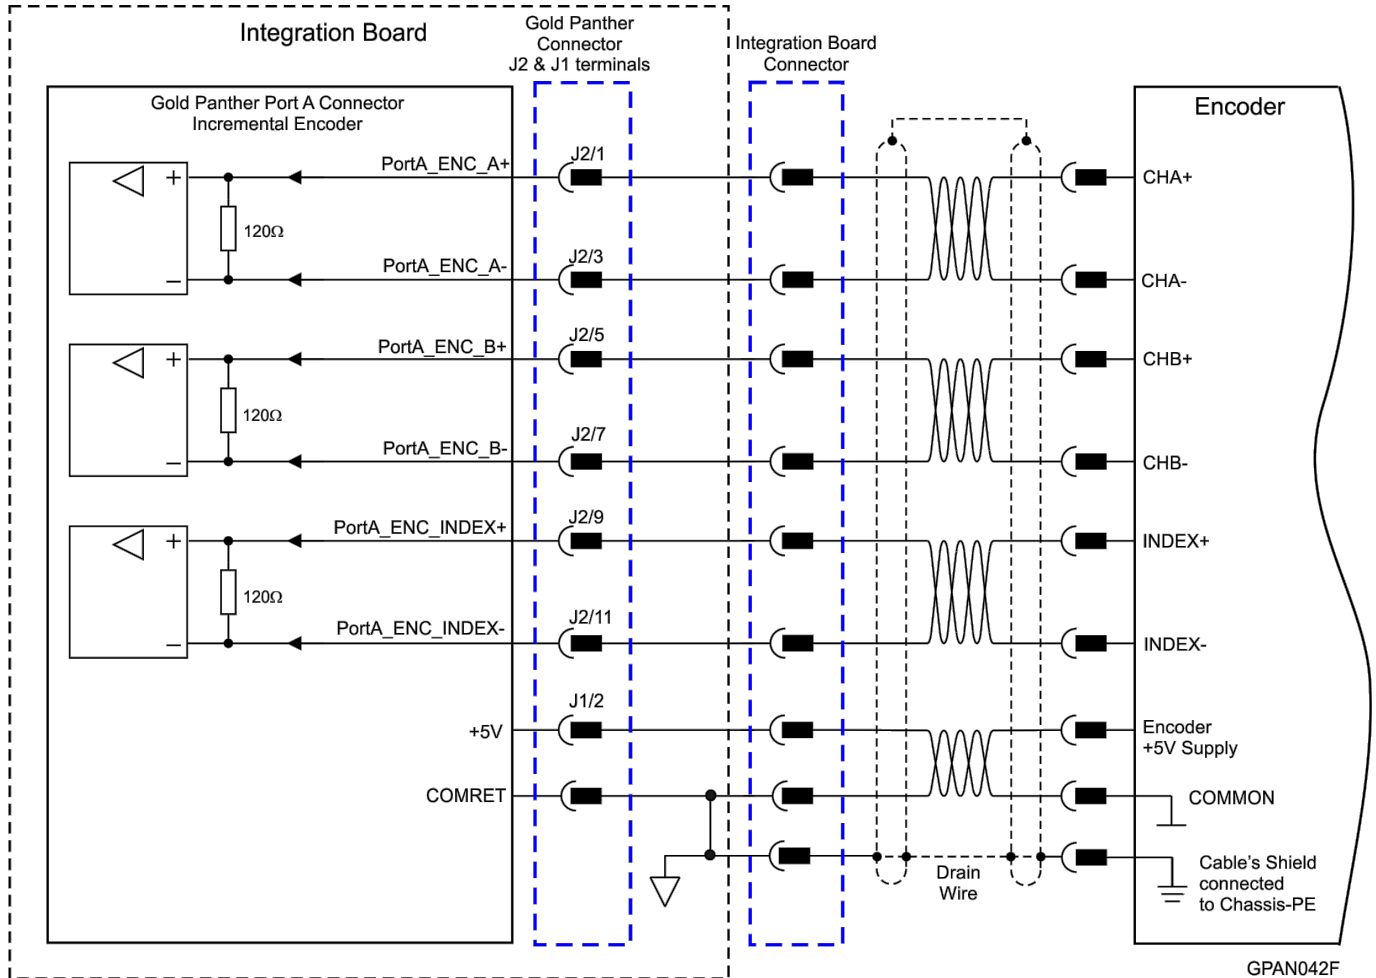 Integration Board
Gold Panther
Connector
J2 & J1 terminals
Integration Board
Connector
Gold Panther Port A Connector
Incremental Encoder
Encoder
PortA_ENC_A+
J2/1
+
CHA+
120Ω
PortA_ENC_A-
J2/3
−
CHA-
PortA_ENC_B+
J2/5
+
CHB+
120Ω
PortA_ENC_B-
J2/7
−
CHB-
PortA_ENC_INDEX+
J2/9
+
INDEX+
120Ω
PortA_ENC_INDEX-
J2/11
−
INDEX-
J1/2
+5V
Encoder
+5V Supply
COMRET
COMMON
Drain
Wire
Cable's Shield
connected
to Chassis-PE
GPAN042F